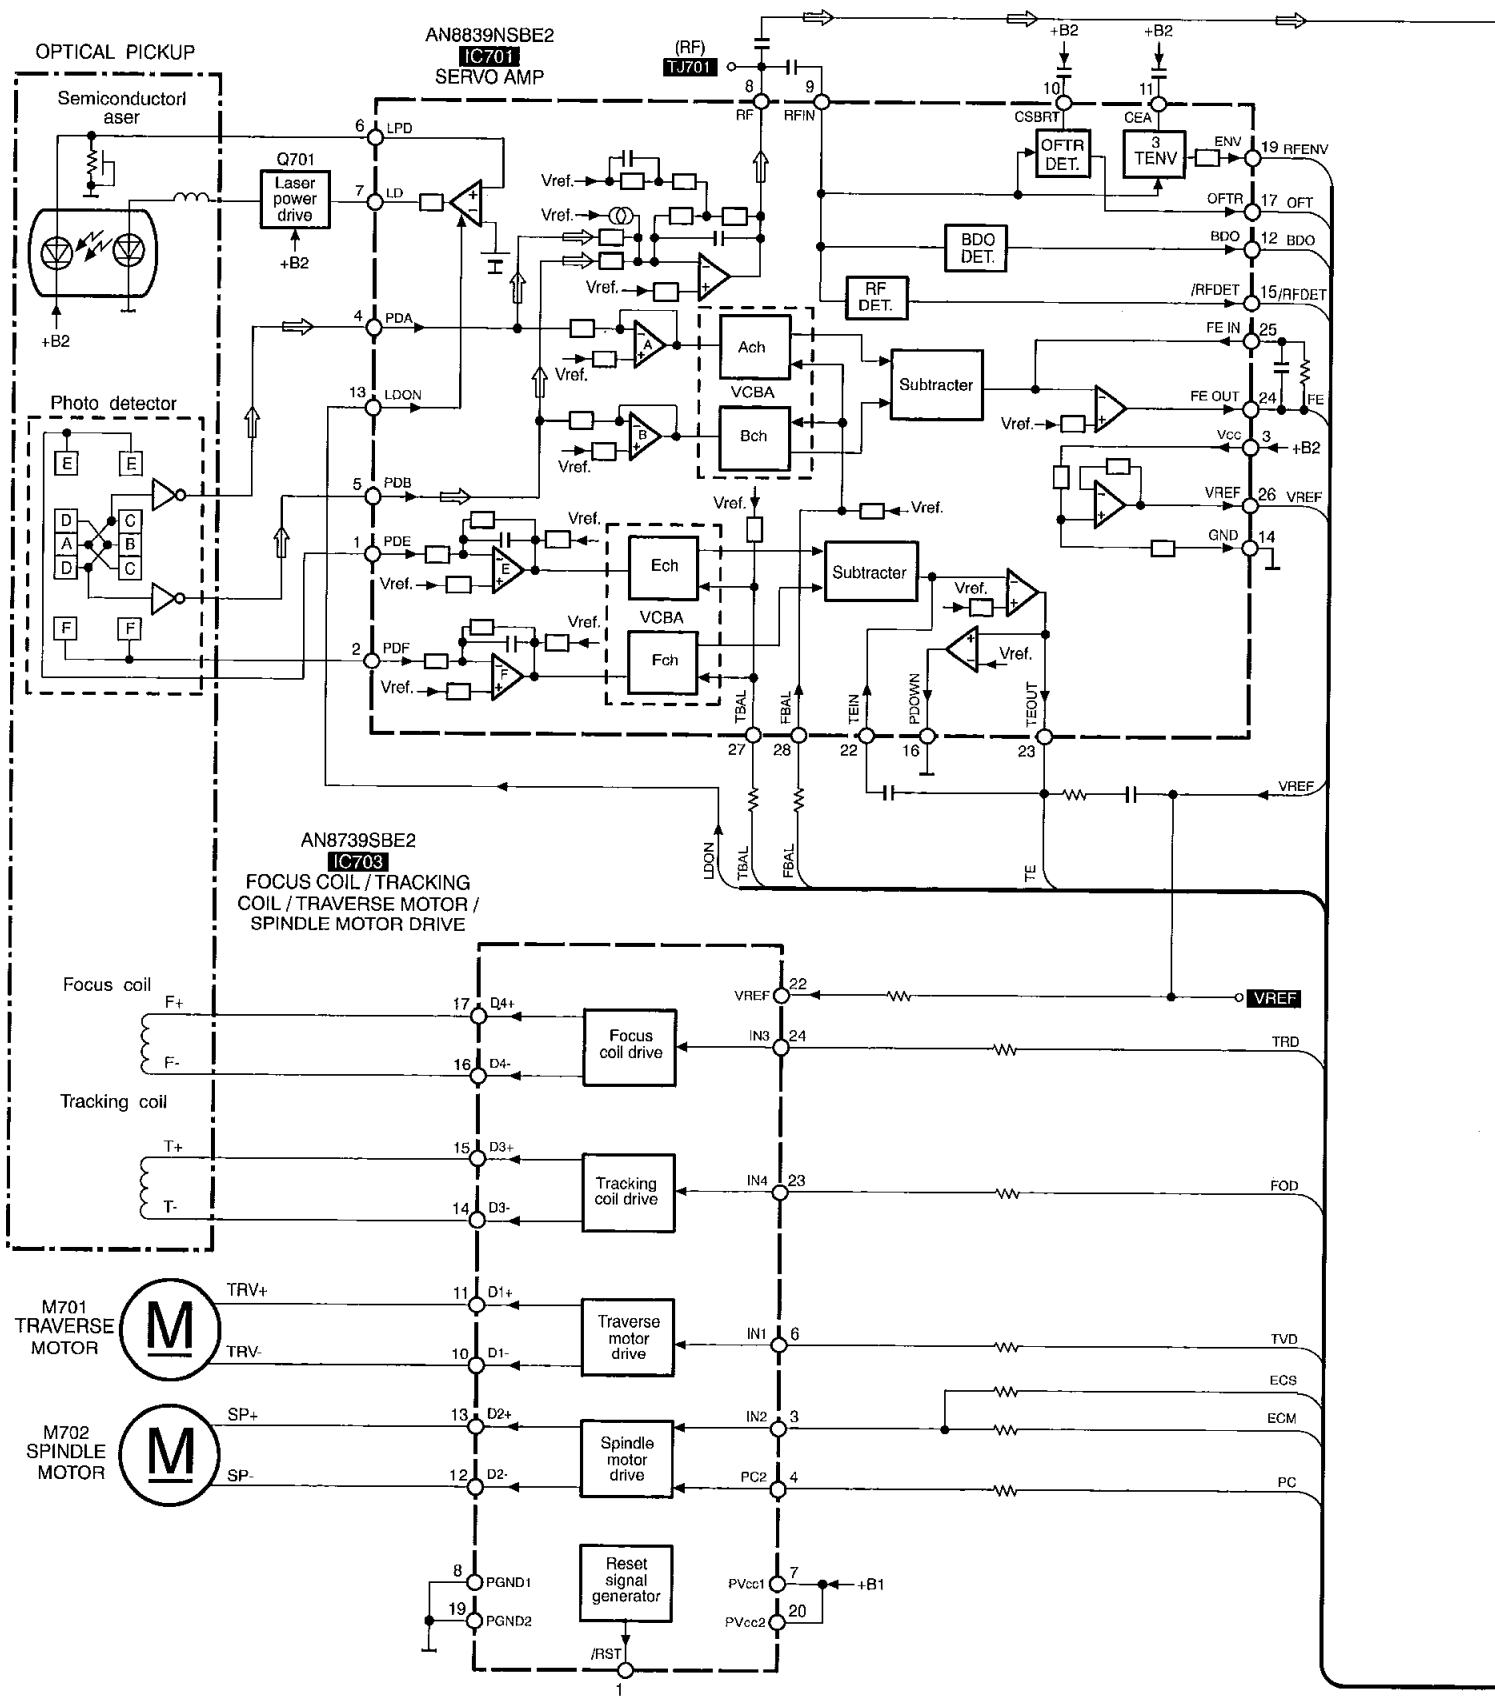 OPTICAL PICKUP
Semiconductorl
aser
+B2
Q701
Laser
power
drive
+B2
AN8839NSBE2
IC701
SERVO AMP
(RF)
TJ701
+B2
+B2
8
9
10
11
RF
RFIN
CSBRT
CEA
6
LPD
7
LD
+
-
Vref.
Vref.
Vref.
-
+
OFTR
DET.
3
TENV
ENV
19
RFENV
OFTR
17
OFT
BDO
DET.
BDO
12
BDO
RF
DET.
/RFDET
15
/RFDET
4
PDA
Vref.
-
+
A
Ach
VCBA
Bch
Subtracter
FE IN
25
Vref.
-
+
FE OUT
24
FE
13
LDON
Vref.
-
+
B
Vcc
3
+B2
Photo detector
E
E
D
C
A
B
D
C
F
F
5
PDB
Vref.
Vref.
-
+
VREF
26
VREF
GND
14
1
PDE
Vref.
-
+
E
Vref.
Ech
VCBA
Fch
Subtracter
Vref.
-
+
+
-
Vref.
2
PDF
Vref.
-
+
F
Vref.
TBAL
FBAL
TEIN
PDOWN
TEOUT
27
28
22
16
23
VREF
LDON
TBAL
FBAL
TE
AN8739SBE2
IC703
FOCUS COIL / TRACKING
COIL / TRAVERSE MOTOR /
SPINDLE MOTOR DRIVE
Focus coil
F+
F-
17
D4+
16
D4-
Focus
coil drive
VREF
22
VREF
IN3
24
TRD
Tracking coil
T+
T-
15
D3+
14
D3-
Tracking
coil drive
IN4
23
FOD
M701
TRAVERSE
MOTOR
M
TRV+
TRV-
11
D1+
10
D1-
Traverse
motor
drive
IN1
6
TVD
ECS
M702
SPINDLE
MOTOR
M
SP+
SP-
13
D2+
12
D2-
Spindle
motor
drive
IN2
3
ECM
PC2
4
PC
8
PGND1
19
PGND2
Reset
signal
generator
PVcc1
7
+B1
PVcc2
20
/RST
1